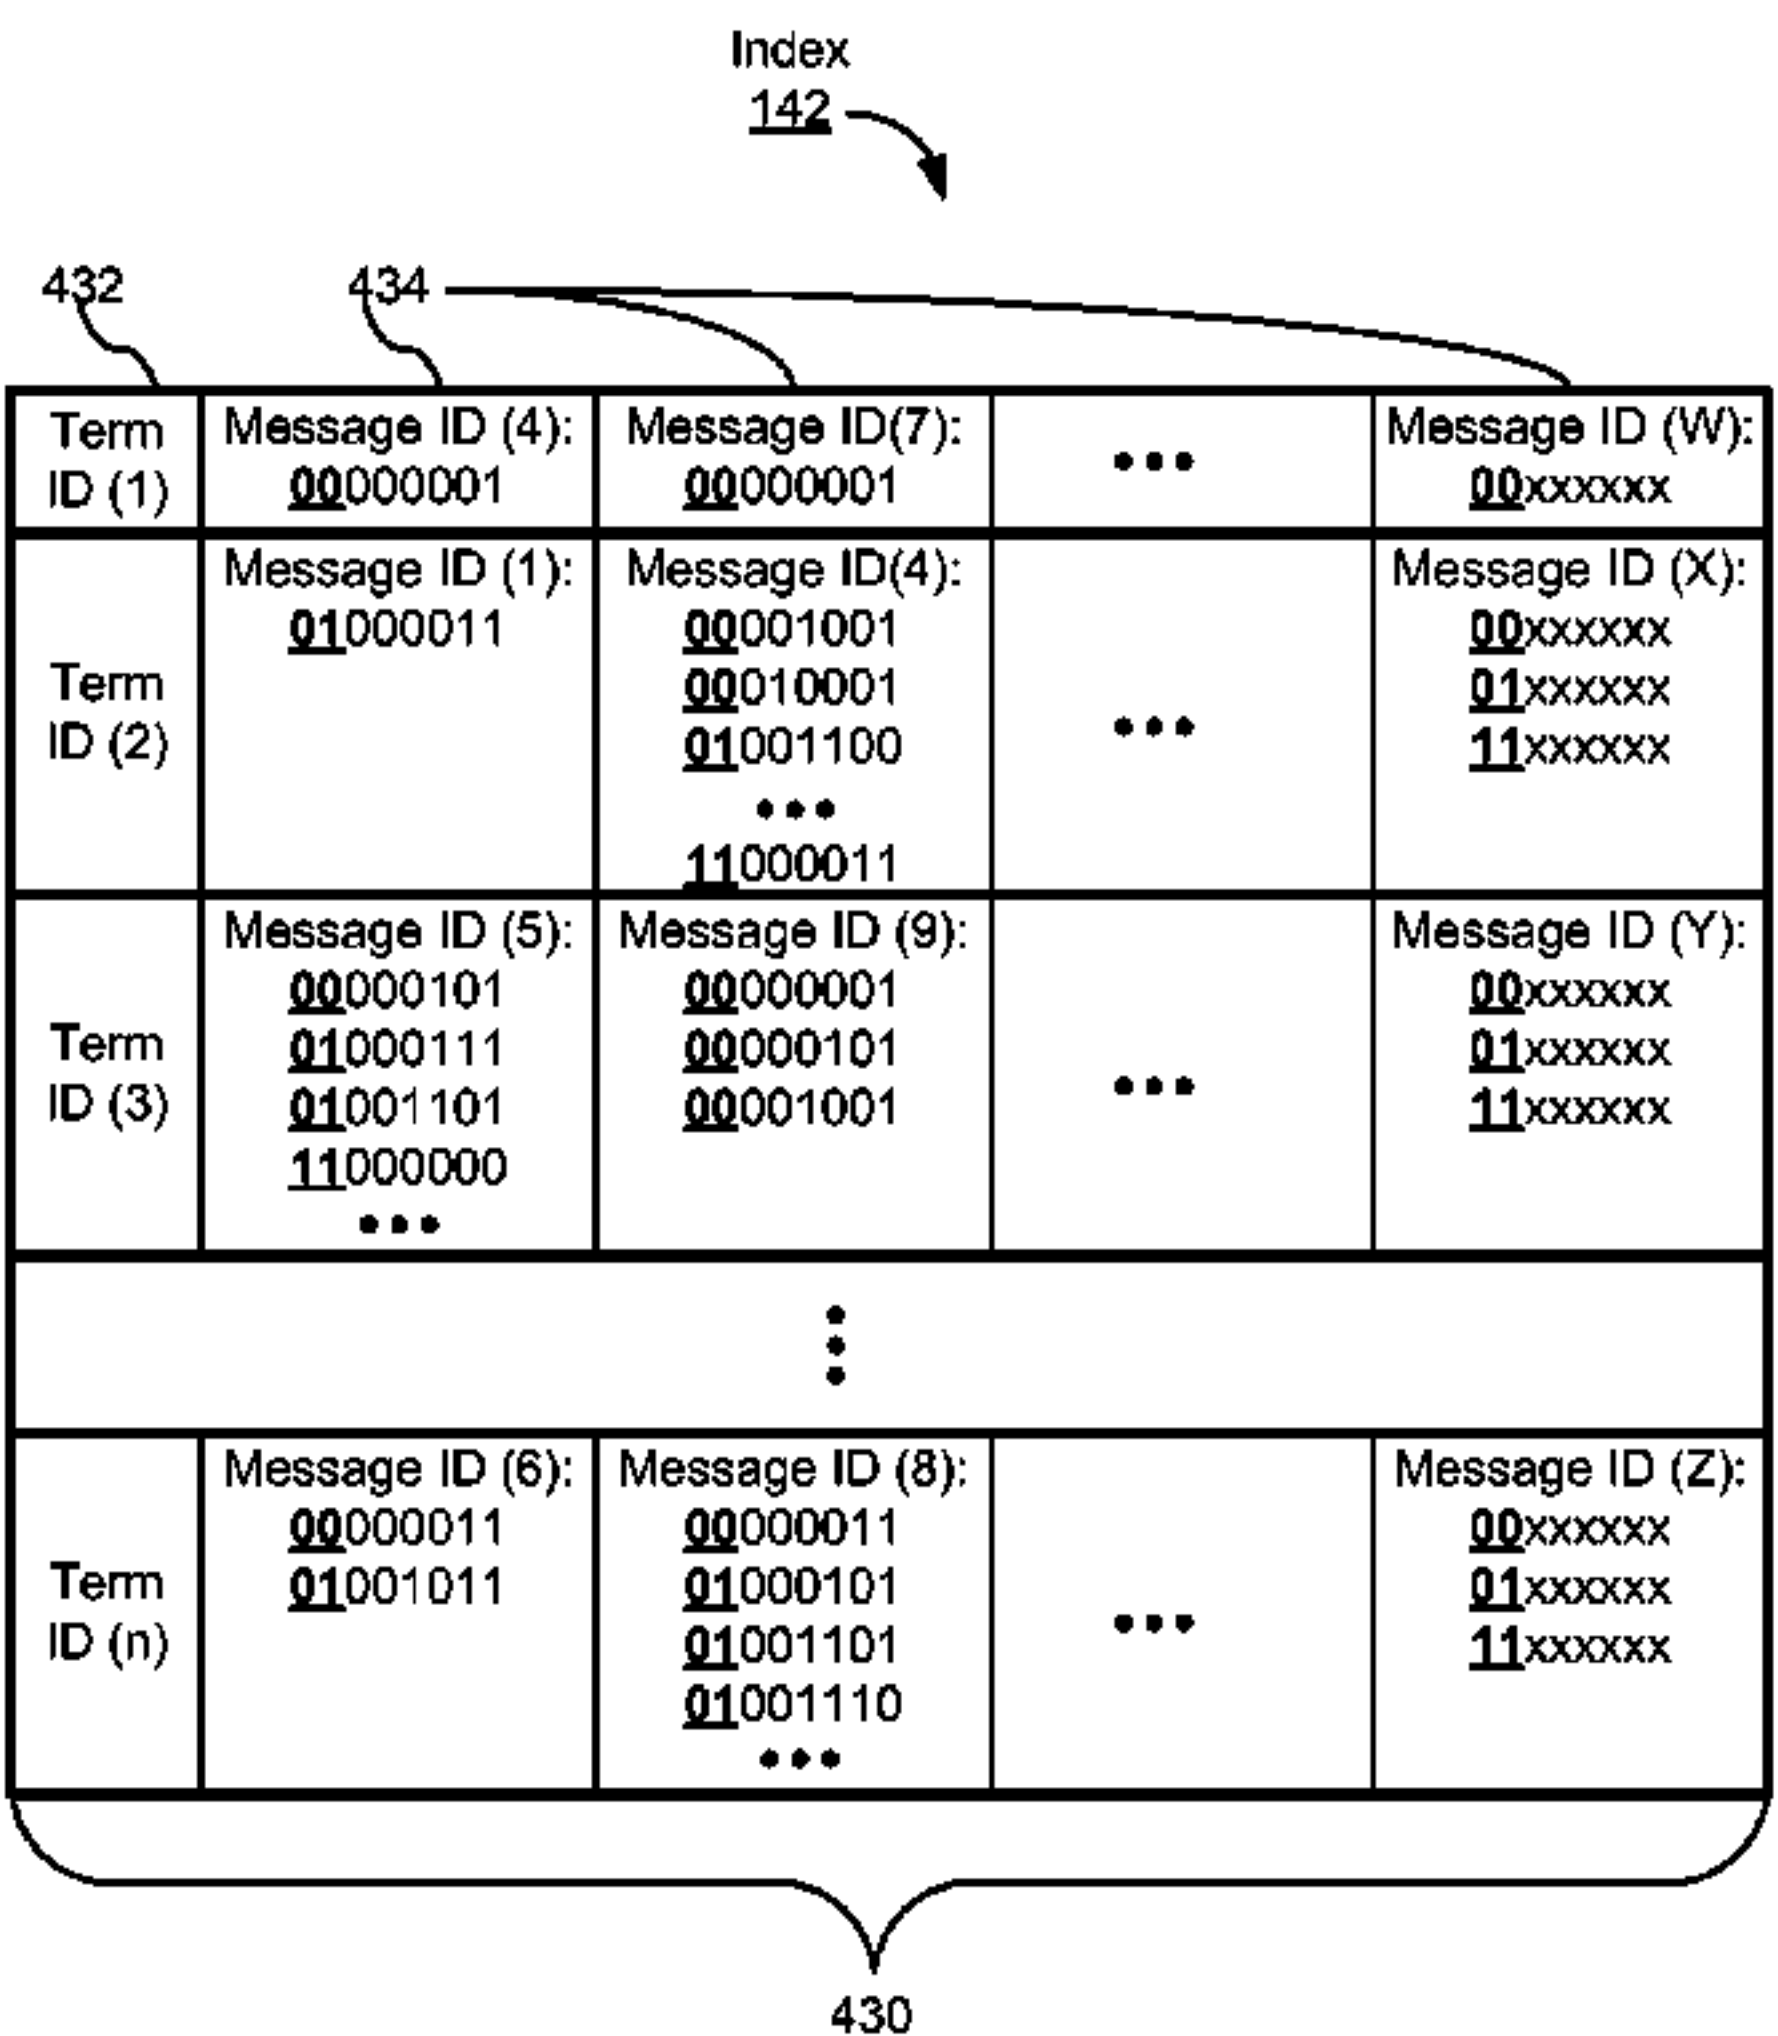 Index
142
432
434
Term
ID (1)
Message ID (4):
00000001
Message ID(7):
00000001
•••
Message ID (W):
00xxxxxx
Term
ID (2)
Message ID (1):
01000011
Message ID(4):
00001001
00010001
01001100
•••
11000011
•••
Message ID (X):
00xxxxxx
01xxxxxx
11xxxxxx
Term
ID (3)
Message ID (5):
00000101
01000111
01001101
11000000
•••
Message ID (9):
00000001
00000101
00001001
•••
Message ID (Y):
00xxxxxx
01xxxxxx
11xxxxxx
Term
ID (n)
Message ID (6):
00000011
01001011
Message ID (8):
00000011
01000101
01001101
01001110
•••
•••
Message ID (Z):
00xxxxxx
01xxxxxx
11xxxxxx
430